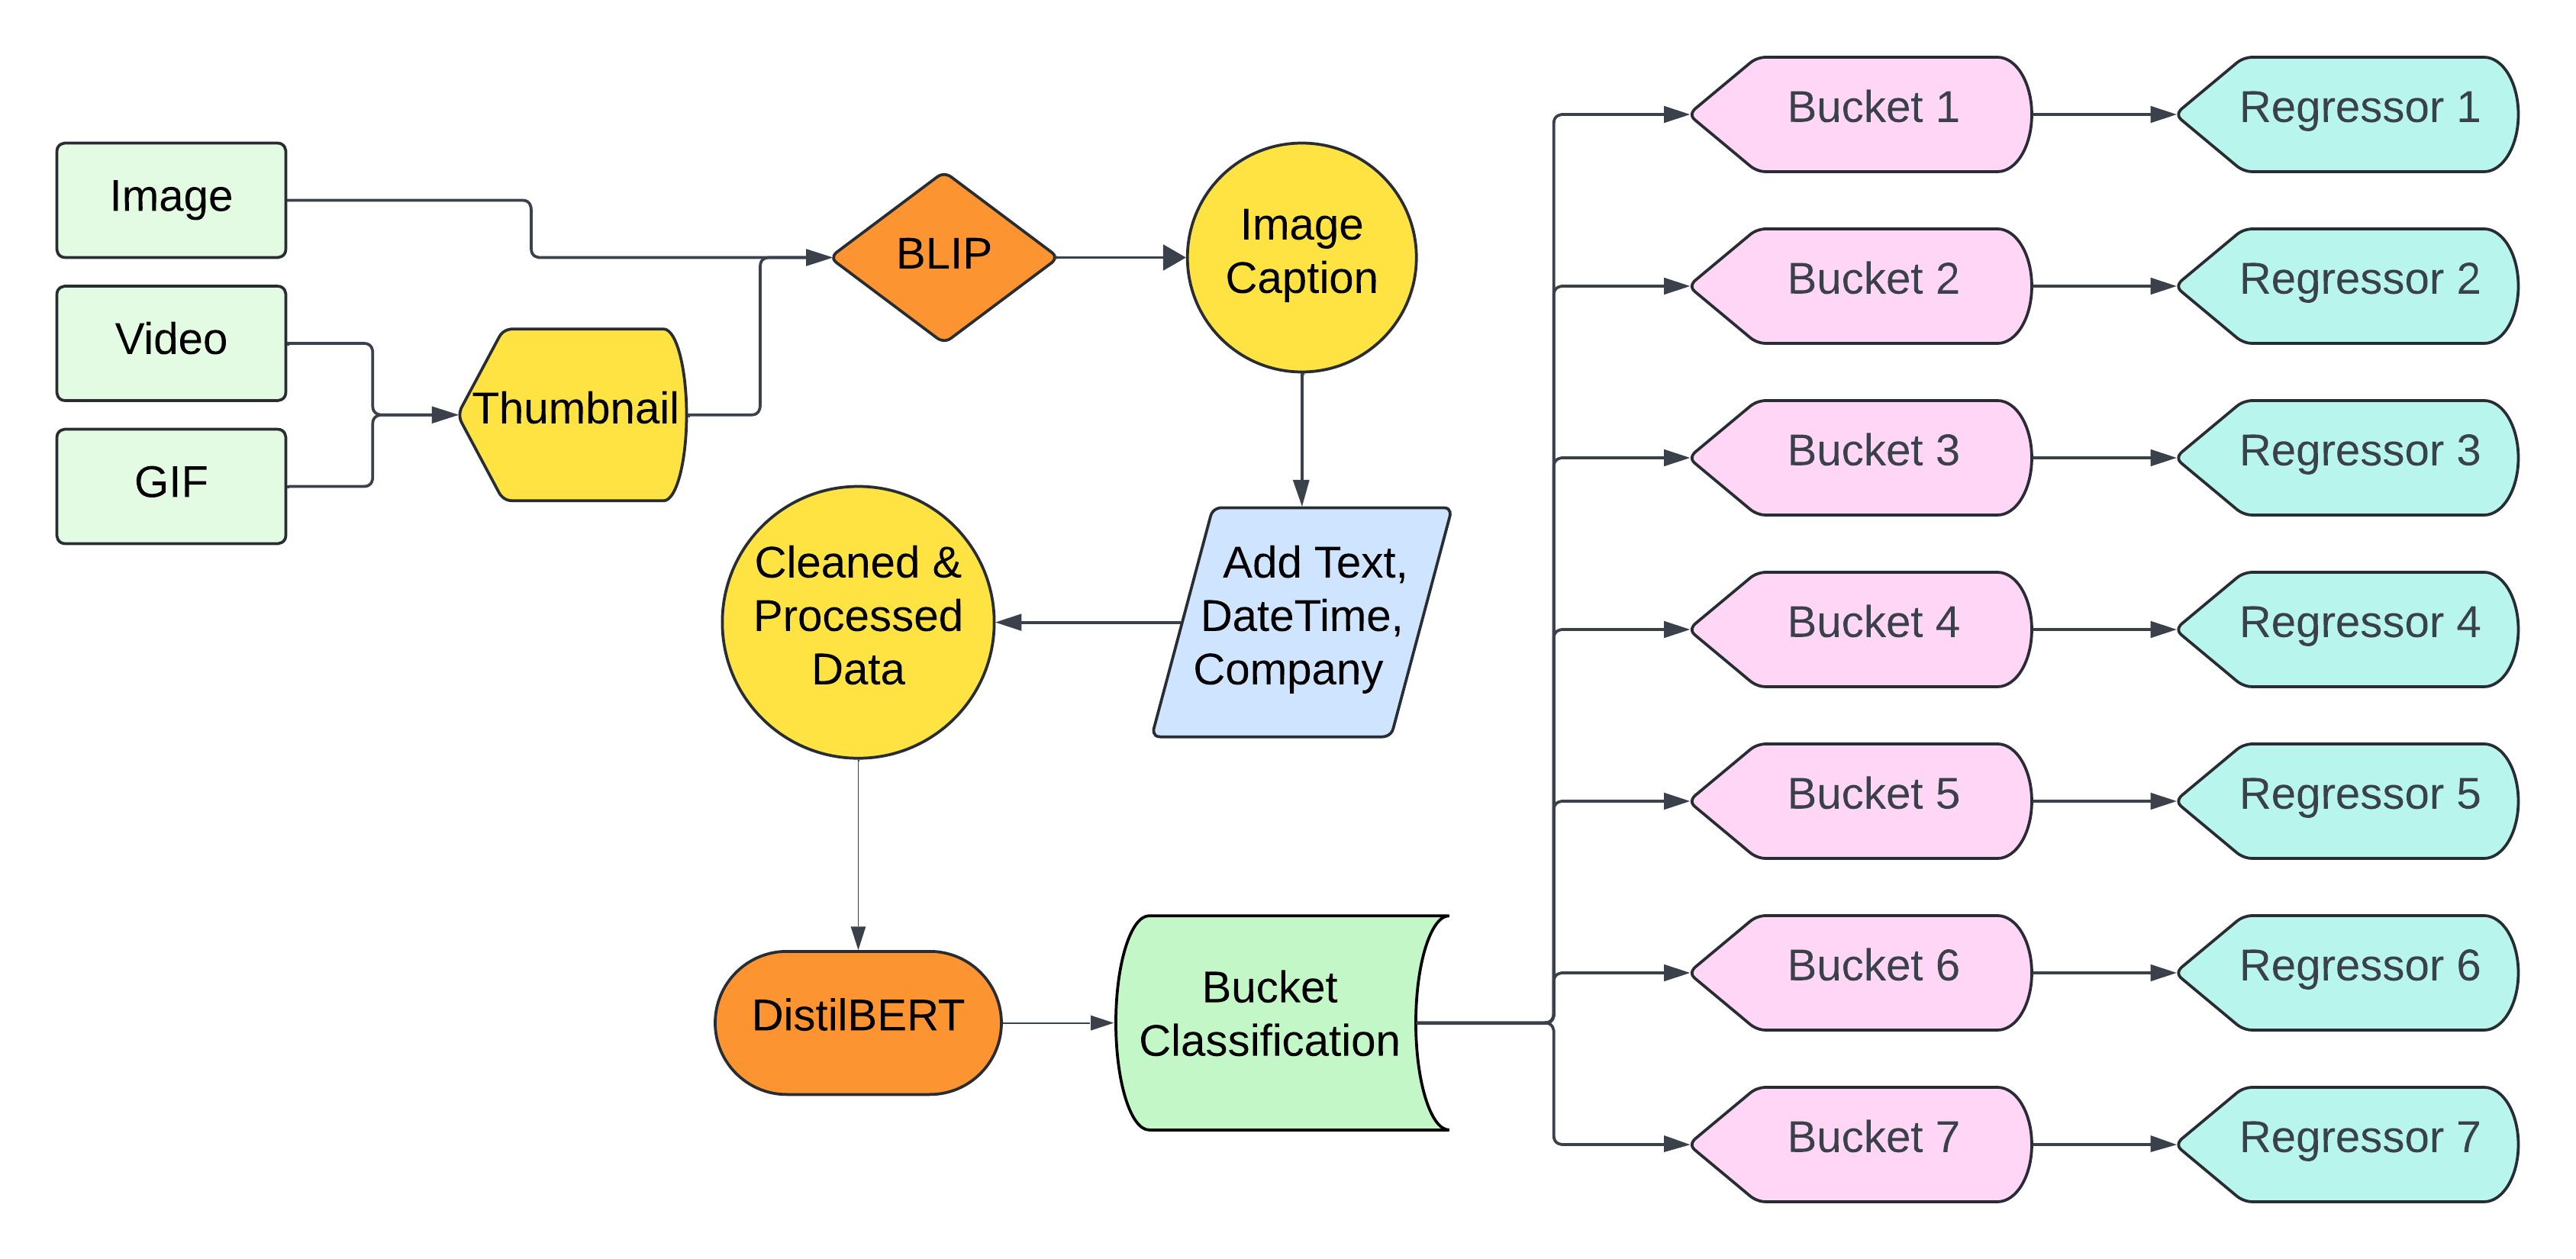 Image
Video
GIF
Thumbnail
BLIP
Image
Caption
Add Text,
DateTime,
Company
Cleaned &
Processed
Data
DistilBERT
Bucket
Classification
Bucket 1
Regressor 1
Bucket 2
Regressor 2
Bucket 3
Regressor 3
Bucket 4
Regressor 4
Bucket 5
Regressor 5
Bucket 6
Regressor 6
Bucket 7
Regressor 7